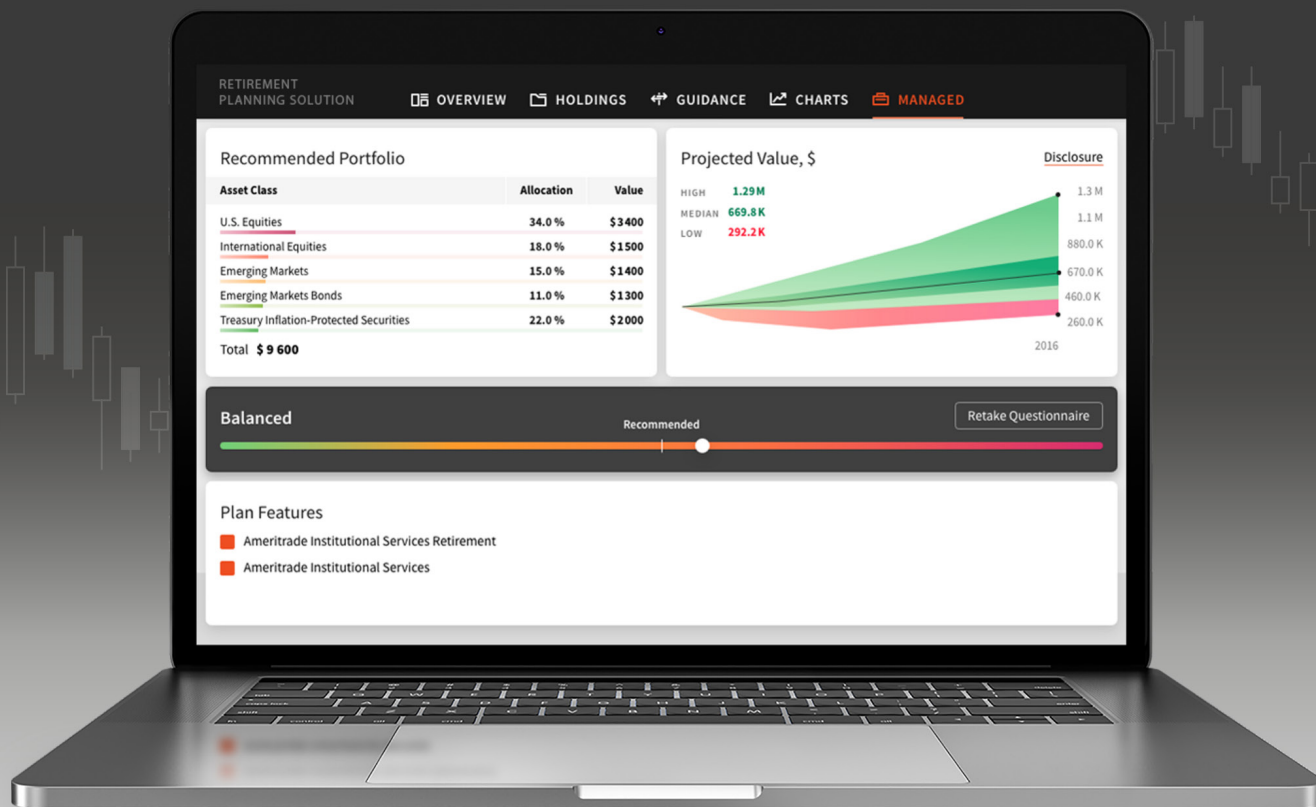 RETIREMENT
PLANNING SOLUTION
OVERVIEW
HOLDINGS
GUIDANCE
CHARTS
MANAGED
Recommended Portfolio
Asset Class Allocation Value
U.S. Equities 34.0 % $ 3400
International Equities 18.0 % $ 1500
Emerging Markets 15.0 % $ 1400
Emerging Markets Bonds 11.0 % $ 1300
Treasury Inflation-Protected Securities 22.0 % $ 2000
Total $ 9 600
Projected Value, $
Disclosure
HIGH 1.29 M
MEDIAN 669.8 K
LOW 292.2 K
1.3 M
1.1 M
880.0 K
670.0 K
460.0 K
260.0 K
2016
Balanced
Recommended
Retake Questionnaire
Plan Features
Ameritrade Institutional Services Retirement
Ameritrade Institutional Services